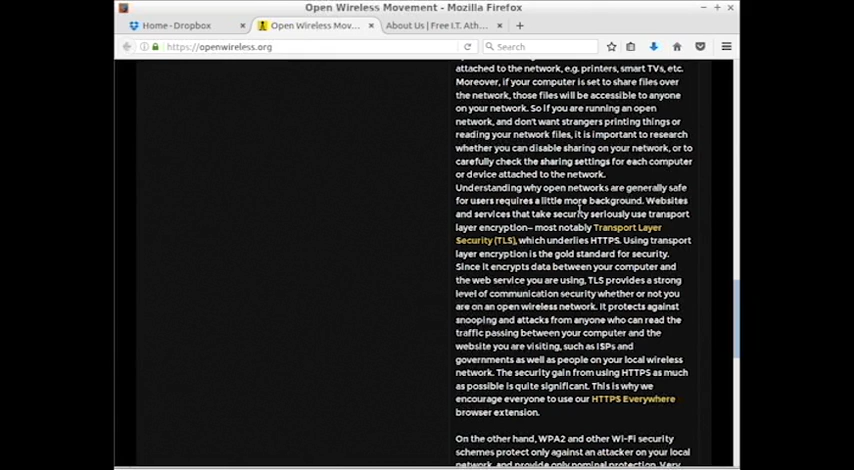 Open Wireless Movement - Mozilla Firefox
Home - Dropbox
Open Wireless Mov...
About Us | Free I.T. Ath...
https://openwireless.org
Search
attached to the network, e.g. printers, smart TVs, etc.
Moreover, if your computer is set to share files over
the network, those files will be accessible to anyone
on your network. So if you are running an open
network, and don't want strangers printing things or
reading your network files, it is important to research
whether you can disable sharing on your network, or to
carefully check the sharing settings for each computer
or device attached to the network.
Understanding why open networks are generally safe
for users requires a little more background. Websites
and services that take security seriously use transport
layer encryption– most notably Transport Layer
Security (TLS), which underlies HTTPS. Using transport
layer encryption is the gold standard for security.
Since it encrypts data between your computer and
the web service you are using, TLS provides a strong
level of communication security whether or not you
are on an open wireless network. It protects against
snooping and attacks from anyone who can read the
traffic passing between your computer and the
website you are visiting, such as ISPs and
governments as well as people on your local wireless
network. The security gain from using HTTPS as much
as possible is quite significant. This is why we
encourage everyone to use our HTTPS Everywhere
browser extension.
On the other hand, WPA2 and other Wi-Fi security
schemes protect only against an attacker on your local
network, and provide only nominal protection. Very